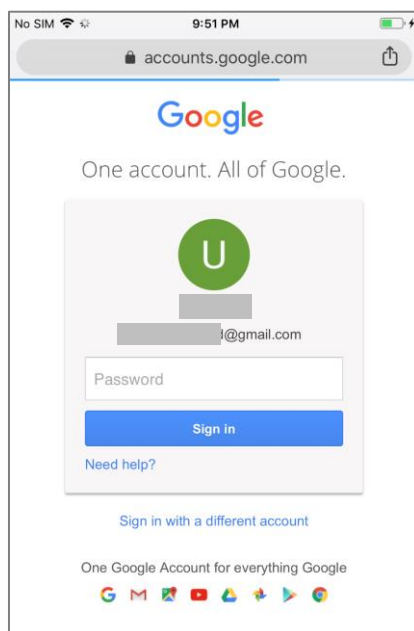 No SIM 9:51 PM
accounts.google.com
Google
One account. All of Google.
U
@gmail.com
Password
Sign in
Need help?
Sign in with a different account
One Google Account for everything Google